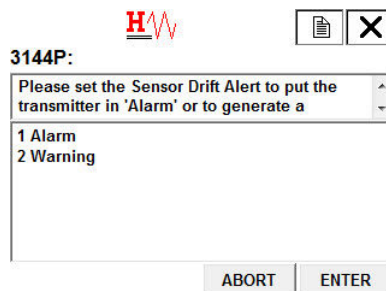 H
3144P:
Please set the Sensor Drift Alert to put the
transmitter in 'Alarm' or to generate a
1 Alarm
2 Warning
ABORT ENTER